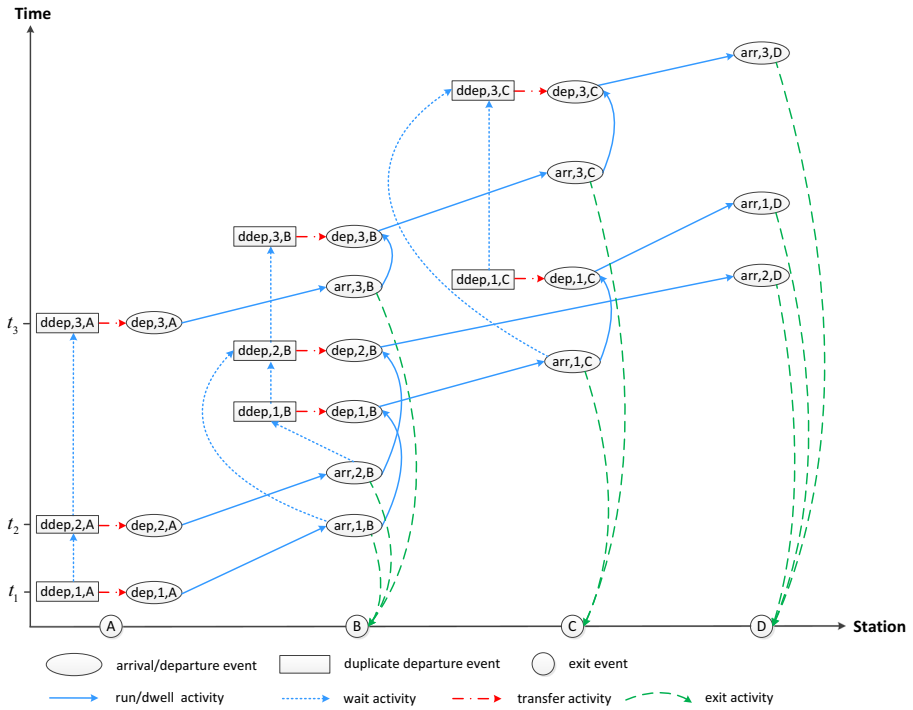 Time
ddep,3,C
dep,3,C
arr,3,D
arr,3,C
arr,1,D
ddep,3,B
dep,3,B
ddep,1,C
dep,1,C
arr,2,D
arr,3,B
t3
ddep,3,A
dep,3,A
ddep,2,B
dep,2,B
arr,1,C
ddep,1,B
dep,1,B
arr,2,B
t2
ddep,2,A
dep,2,A
arr,1,B
t1
ddep,1,A
dep,1,A
A
B
C
D
Station
arrival/departure event
duplicate departure event
exit event
run/dwell activity
wait activity
transfer activity
exit activity